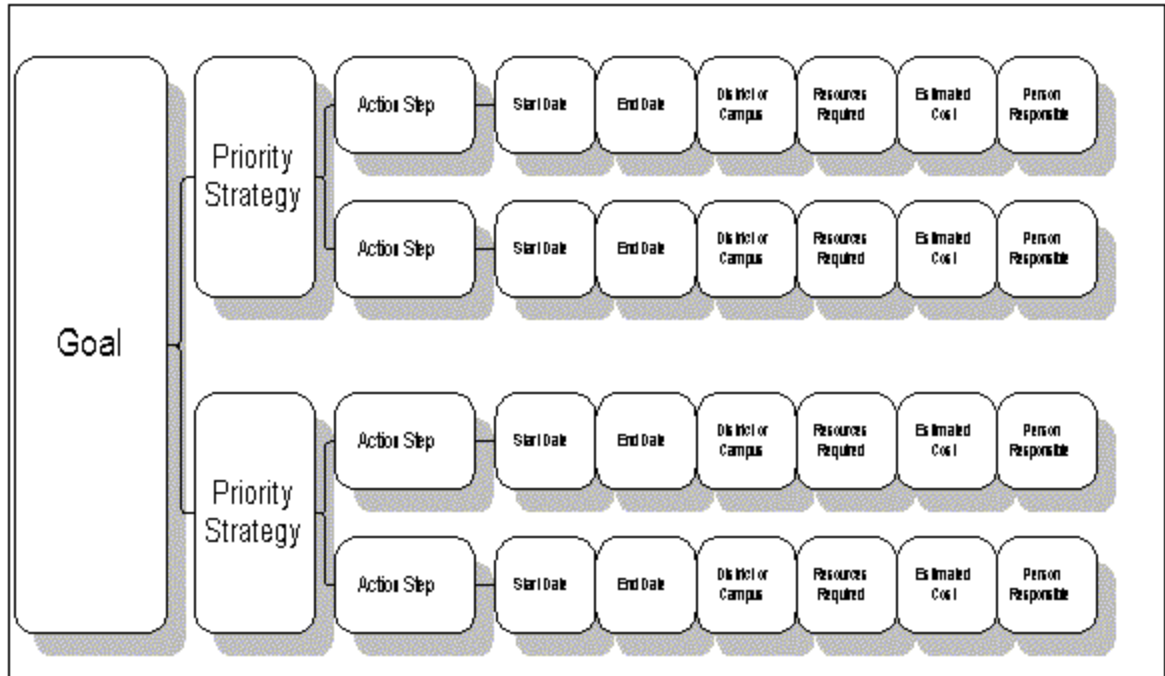 Goal
Priority
Strategy
Action Step
Start Date
End Date
District or
Campus
Resources
Required
Estimated
Cost
Person
Responsible
Action Step
Start Date
End Date
District or
Campus
Resources
Required
Estimated
Cost
Person
Responsible
Priority
Strategy
Action Step
Start Date
End Date
District or
Campus
Resources
Required
Estimated
Cost
Person
Responsible
Action Step
Start Date
End Date
District or
Campus
Resources
Required
Estimated
Cost
Person
Responsible